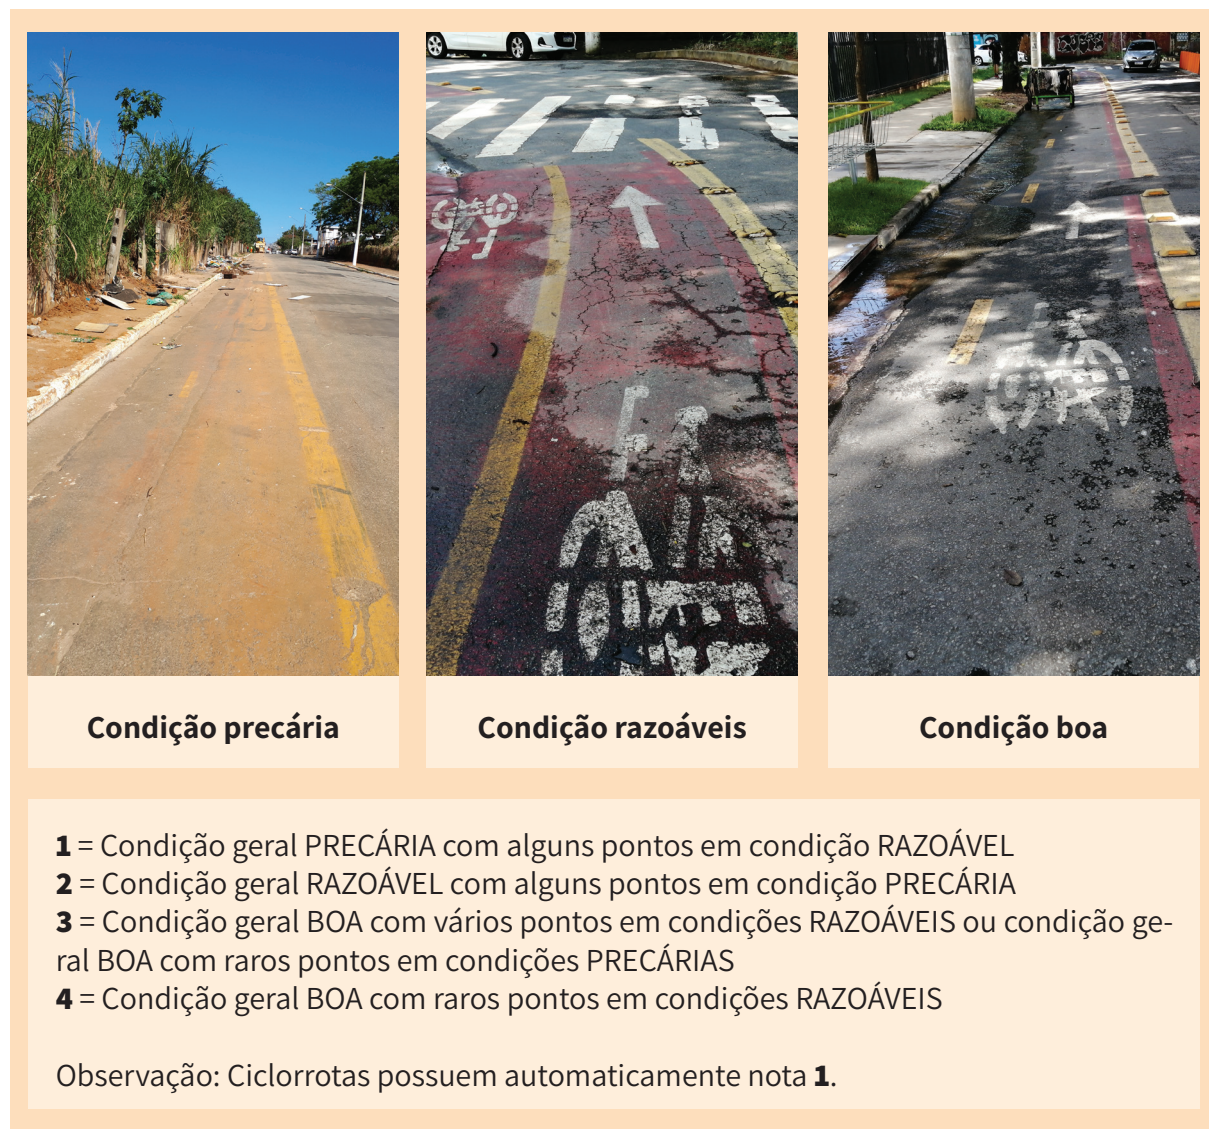 Condição precária
Condição razoáveis
Condição boa
1 = Condição geral PRECÁRIA com alguns pontos em condição RAZOÁVEL
2 = Condição geral RAZOÁVEL com alguns pontos em condição PRECÁRIA
3 = Condição geral BOA com vários pontos em condições RAZOÁVEIS ou condição ge-
ral BOA com raros pontos em condições PRECÁRIAS
4 = Condição geral BOA com raros pontos em condições RAZOÁVEIS
Observação: Ciclorrotas possuem automaticamente nota 1.